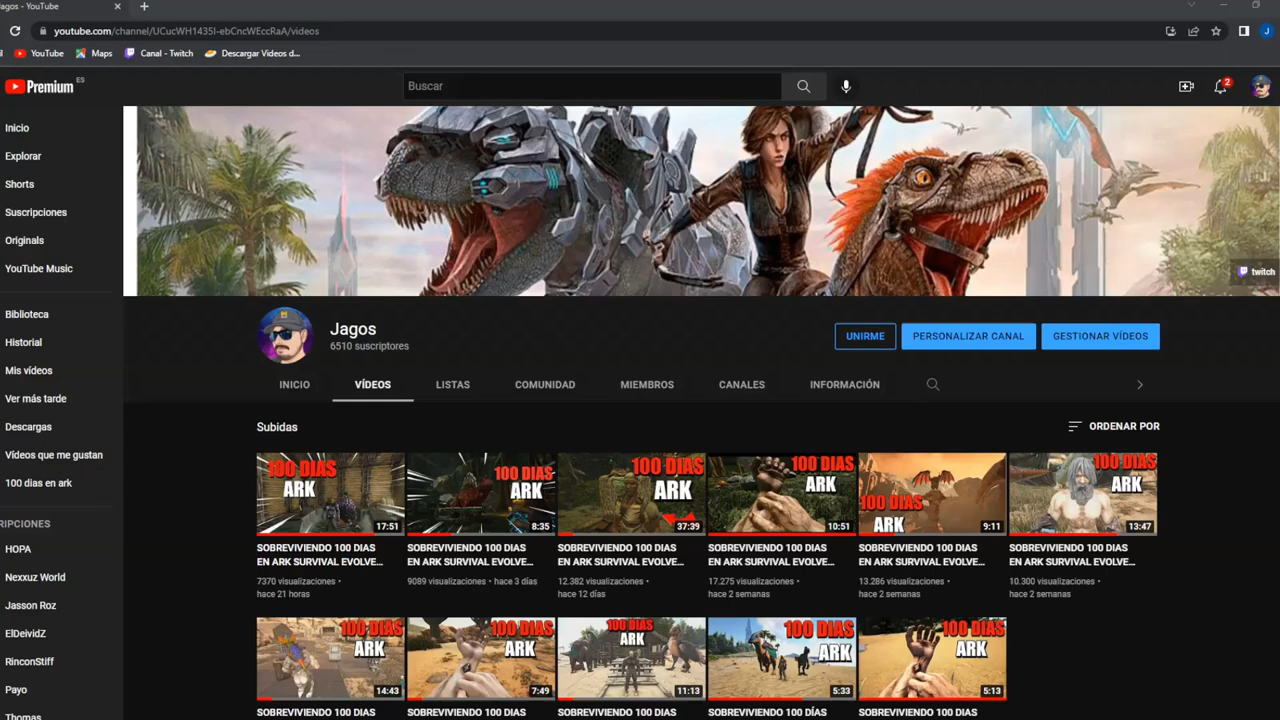 Jagos - YouTube
youtube.com/channel/UCucWH1435I-ebCncWEccRaA/videos
YouTube
Maps
Canal - Twitch
Descargar Videos d...
J
Premium ES
Buscar
2
Inicio
Explorar
Shorts
Suscripciones
Originals
YouTube Music
Biblioteca
Historial
Mis vídeos
Ver más tarde
Descargas
Vídeos que me gustan
100 dias en ark
RIPCIONES
HOPA
Nexxuz World
Jasson Roz
ElDeividZ
RinconStiff
Payo
Thomas
twitch
Jagos
6510 suscriptores
UNIRME
PERSONALIZAR CANAL
GESTIONAR VÍDEOS
INICIO
VÍDEOS
LISTAS
COMUNIDAD
MIEMBROS
CANALES
INFORMACIÓN
Subidas
ORDENAR POR
100 DIAS
ARK
17:51
SOBREVIVIENDO 100 DIAS
EN ARK SURVIVAL EVOLVE...
7370 visualizaciones •
hace 21 horas
100 DIAS
ARK
8:35
SOBREVIVIENDO 100 DIAS
EN ARK SURVIVAL EVOLVE...
9089 visualizaciones • hace 3 días
100 DIAS
ARK
37:39
SOBREVIVIENDO 100 DIAS
EN ARK SURVIVAL EVOLVE...
12.382 visualizaciones •
hace 12 días
100 DIAS
ARK
10:51
SOBREVIVIENDO 100 DIAS
EN ARK SURVIVAL EVOLVE...
17.275 visualizaciones •
hace 2 semanas
100 DIAS
ARK
9:11
SOBREVIVIENDO 100 DIAS
EN ARK SURVIVAL EVOLVE...
13.286 visualizaciones •
hace 2 semanas
100 DIAS
ARK
13:47
SOBREVIVIENDO 100 DIAS
EN ARK SURVIVAL EVOLVE...
10.300 visualizaciones •
hace 2 semanas
100 DIAS
ARK
14:43
SOBREVIVIENDO 100 DIAS
100 DIAS
ARK
7:49
SOBREVIVIENDO 100 DIAS
100 DIAS
ARK
11:13
SOBREVIVIENDO 100 DIAS
100 DIAS
ARK
5:33
SOBREVIVIENDO 100 DÍAS
100 DIAS
ARK
5:13
SOBREVIVIENDO 100 DIAS